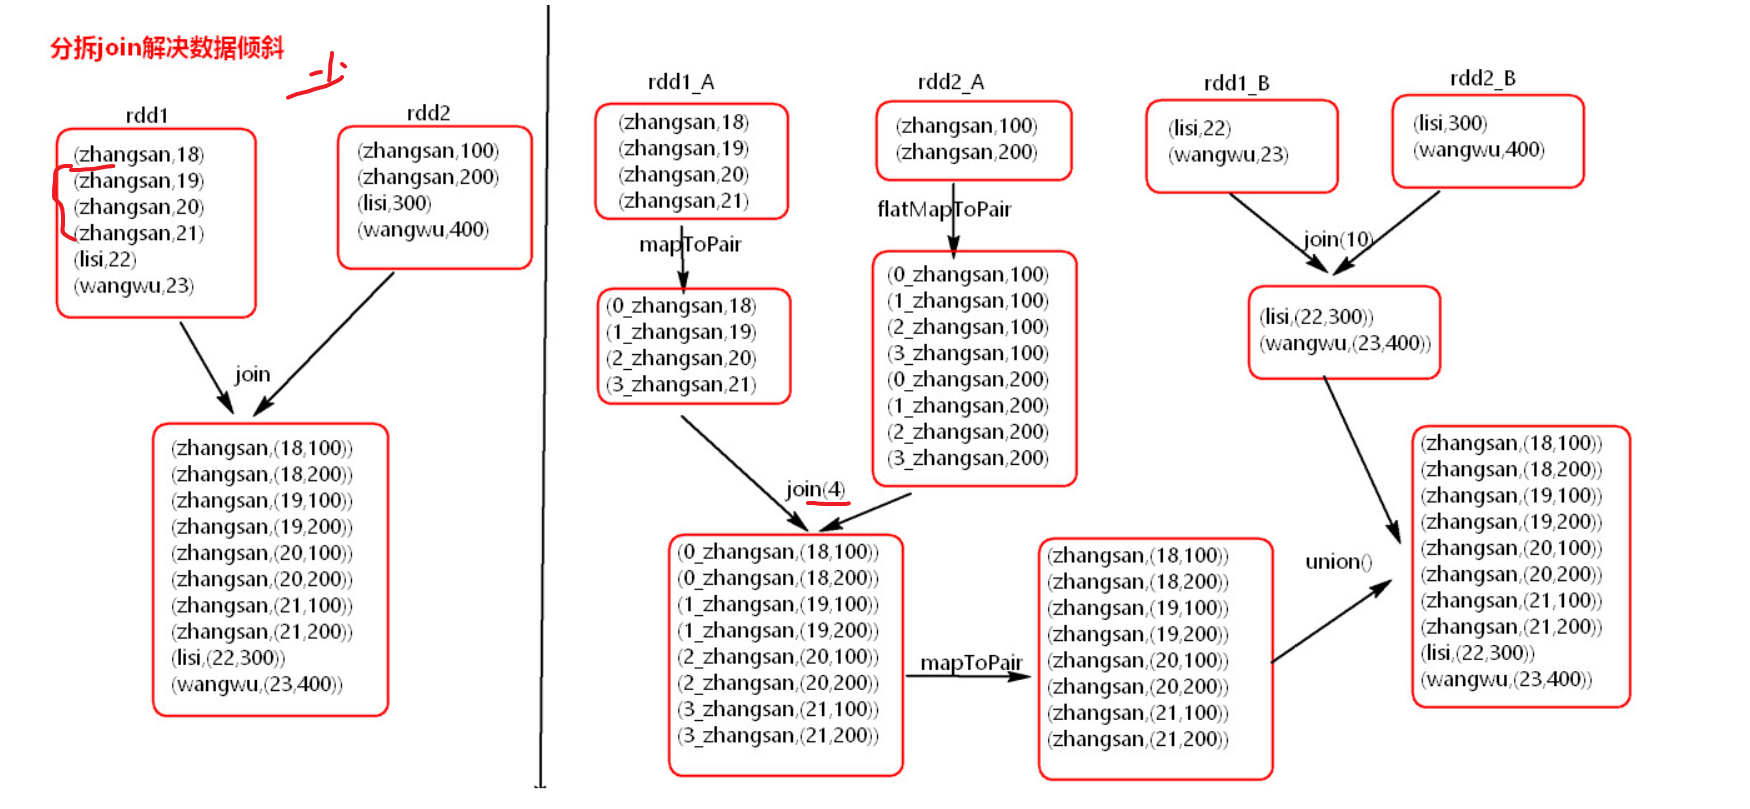 分拆join解决数据倾斜
rdd1
(zhangsan,18)
(zhangsan,19)
(zhangsan,20)
(zhangsan,21)
(lisi,22)
(wangwu,23)
rdd2
(zhangsan,100)
(zhangsan,200)
(lisi,300)
(wangwu,400)
join
(zhangsan,(18,100))
(zhangsan,(18,200))
(zhangsan,(19,100))
(zhangsan,(19,200))
(zhangsan,(20,100))
(zhangsan,(20,200))
(zhangsan,(21,100))
(zhangsan,(21,200))
(lisi,(22,300))
(wangwu,(23,400))
rdd1_A
(zhangsan,18)
(zhangsan,19)
(zhangsan,20)
(zhangsan,21)
mapToPair
(0_zhangsan,18)
(1_zhangsan,19)
(2_zhangsan,20)
(3_zhangsan,21)
rdd2_A
(zhangsan,100)
(zhangsan,200)
flatMapToPair
(0_zhangsan,100)
(1_zhangsan,100)
(2_zhangsan,100)
(3_zhangsan,100)
(0_zhangsan,200)
(1_zhangsan,200)
(2_zhangsan,200)
(3_zhangsan,200)
join(4)
(0_zhangsan,(18,100))
(0_zhangsan,(18,200))
(1_zhangsan,(19,100))
(1_zhangsan,(19,200))
(2_zhangsan,(20,100))
(2_zhangsan,(20,200))
(3_zhangsan,(21,100))
(3_zhangsan,(21,200))
mapToPair
(zhangsan,(18,100))
(zhangsan,(18,200))
(zhangsan,(19,100))
(zhangsan,(19,200))
(zhangsan,(20,100))
(zhangsan,(20,200))
(zhangsan,(21,100))
(zhangsan,(21,200))
rdd1_B
(lisi,22)
(wangwu,23)
rdd2_B
(lisi,300)
(wangwu,400)
join(10)
(lisi,(22,300))
(wangwu,(23,400))
union()
(zhangsan,(18,100))
(zhangsan,(18,200))
(zhangsan,(19,100))
(zhangsan,(19,200))
(zhangsan,(20,100))
(zhangsan,(20,200))
(zhangsan,(21,100))
(zhangsan,(21,200))
(lisi,(22,300))
(wangwu,(23,400))